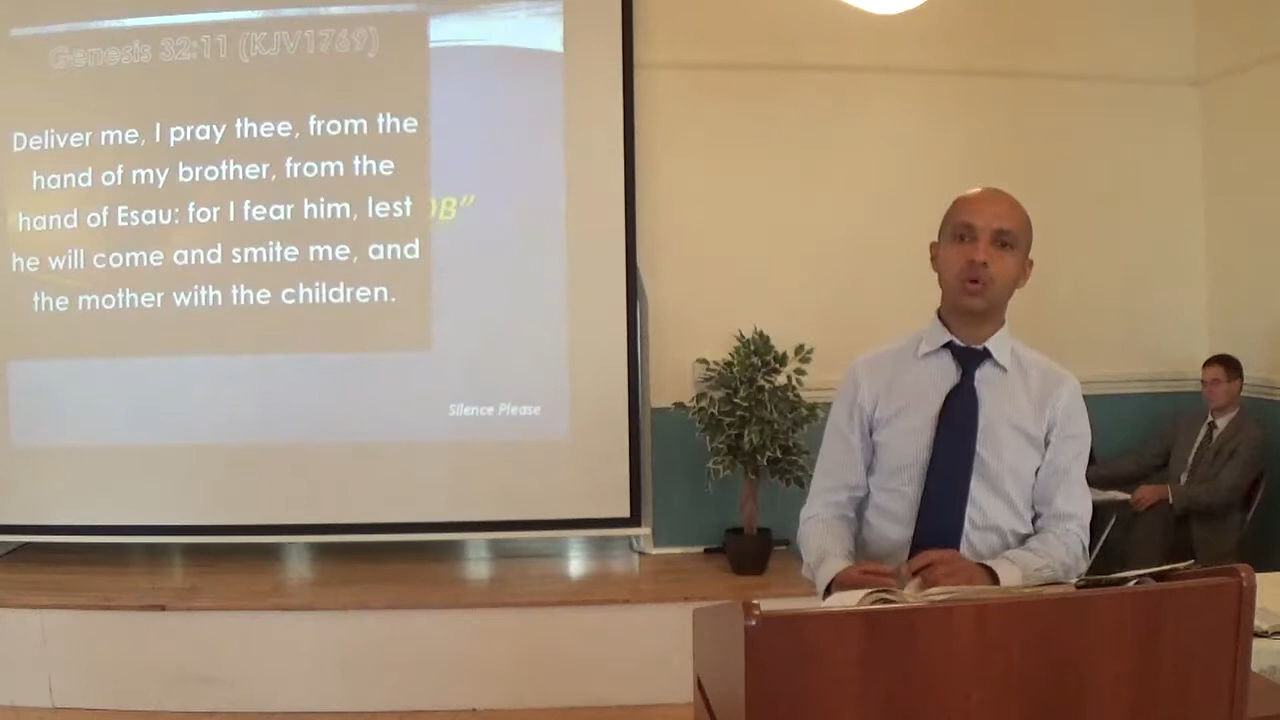 Genesis 32:11 (KJV1769)
Deliver me, I pray thee, from the
hand of my brother, from the
hand of Esau: for I fear him, lest
he will come and smite me, and
the mother with the children.
OB”
Silence Please